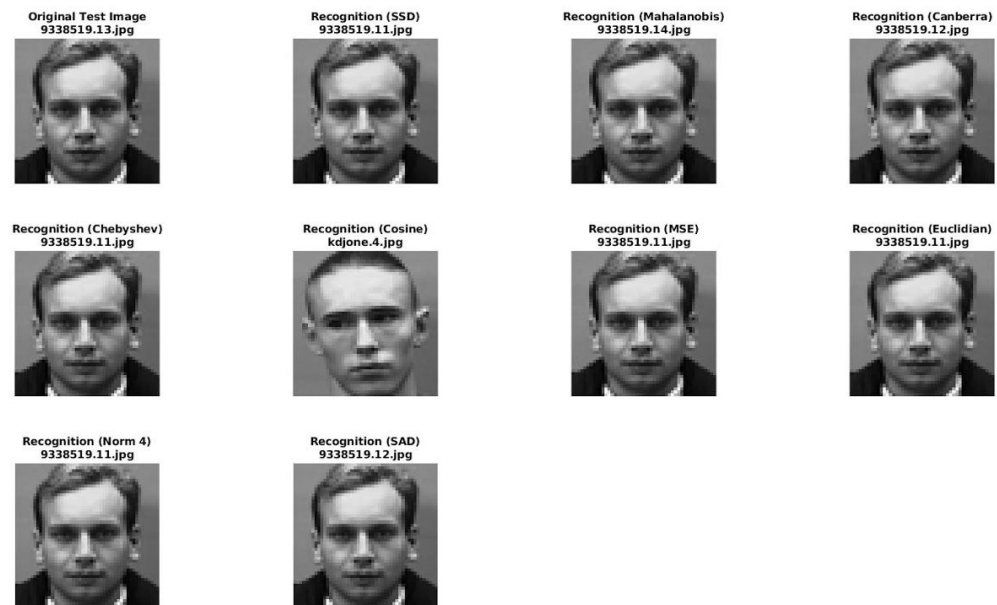 Original Test Image
9338519.13.jpg
Recognition (SSD)
9338519.11.jpg
Recognition (Mahalanobis)
9338519.14.jpg
Recognition (Canberra)
9338519.12.jpg
Recognition (Chebyshev)
9338519.11.jpg
Recognition (Cosine)
kdjone.4.jpg
Recognition (MSE)
9338519.11.jpg
Recognition (Euclidian)
9338519.11.jpg
Recognition (Norm 4)
9338519.11.jpg
Recognition (SAD)
9338519.12.jpg